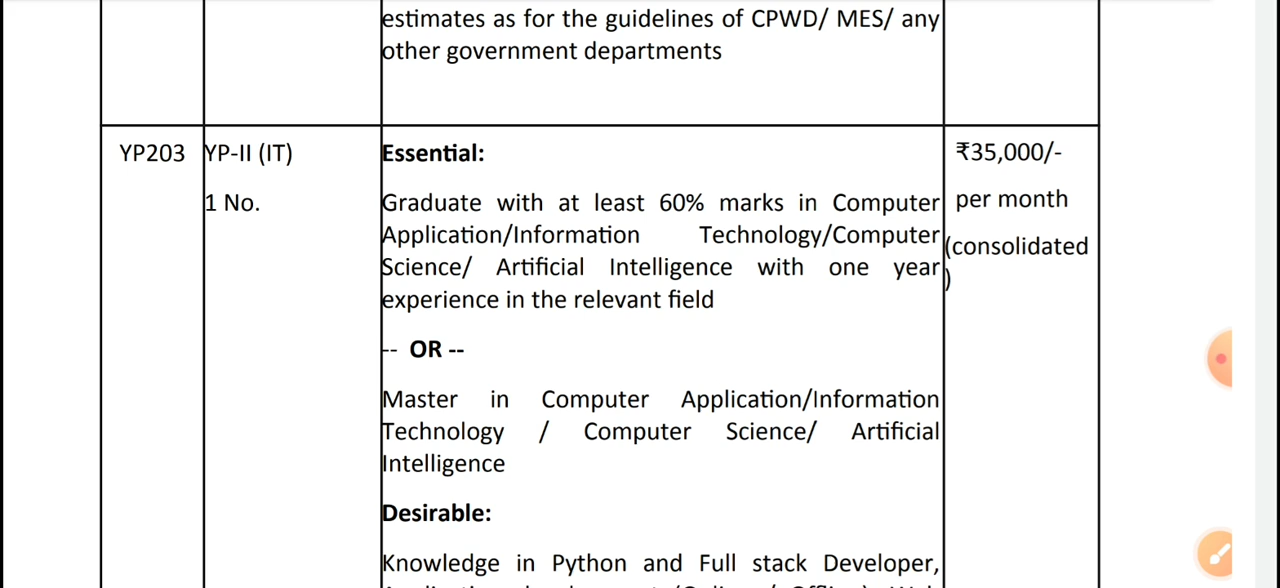 estimates as for the guidelines of CPWD/ MES/ any
other government departments
YP203
YP-II (IT)
1 No.
Essential:
Graduate with at least 60% marks in Computer
Application/Information Technology/Computer
Science/ Artificial Intelligence with one year
experience in the relevant field
-- OR --
Master in Computer Application/Information
Technology / Computer Science/ Artificial
Intelligence
Desirable:
Knowledge in Python and Full stack Developer,
₹35,000/-
per month
(consolidated
)